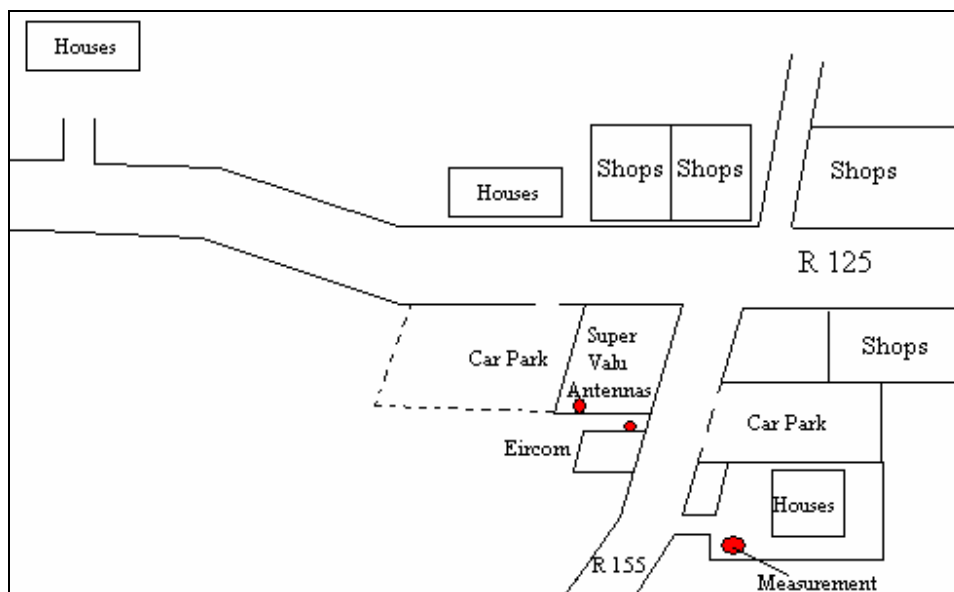 Houses
Shops
Shops
Shops
Houses
R 125
Super
Valu
Antennas
Car Park
Shops
Car Park
Eircom
Houses
R 155
Measurement